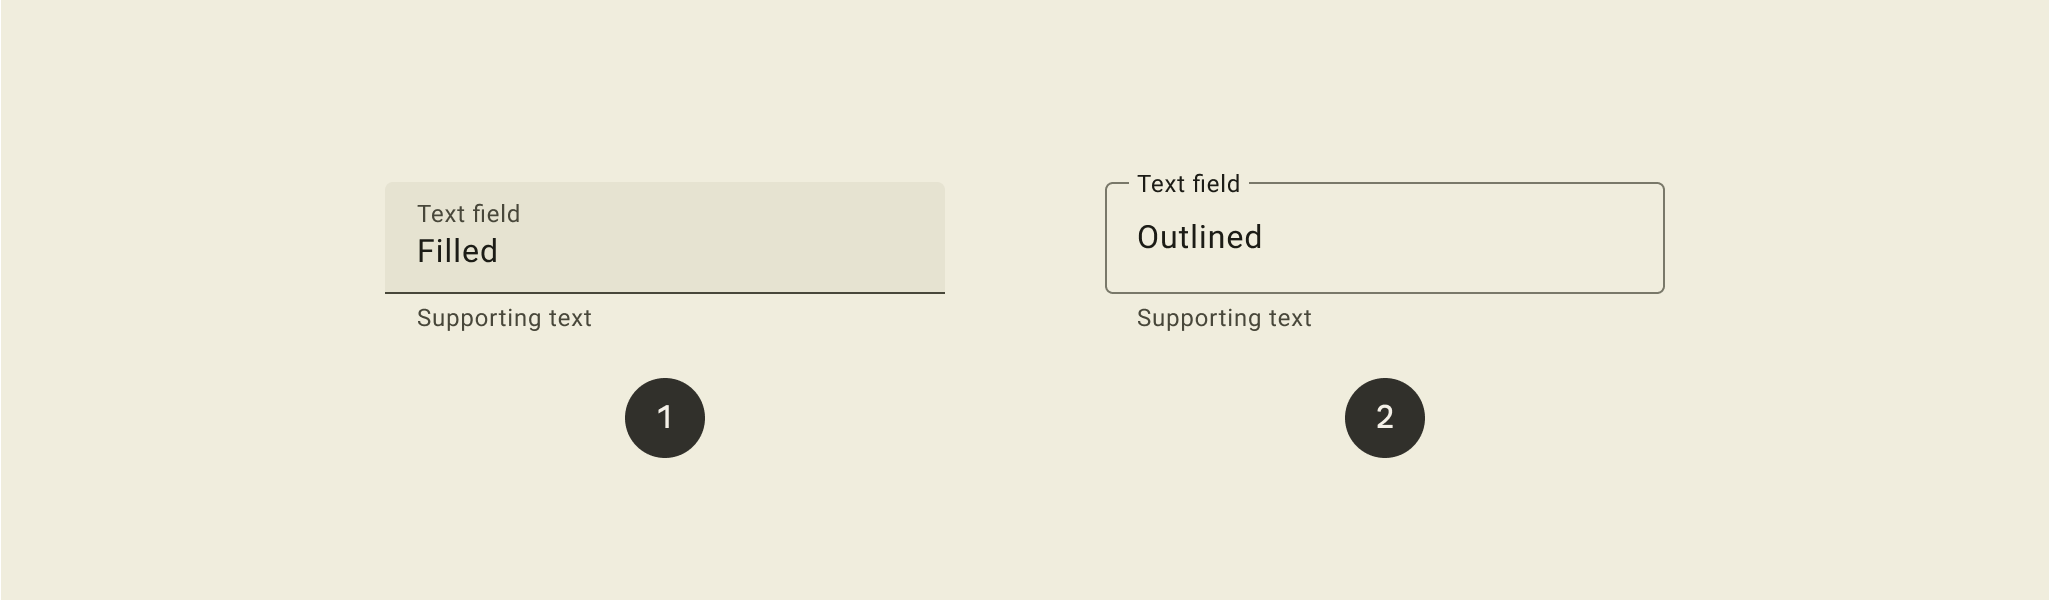 Text field
Filled
Supporting text
1
Text field
Outlined
Supporting text
2